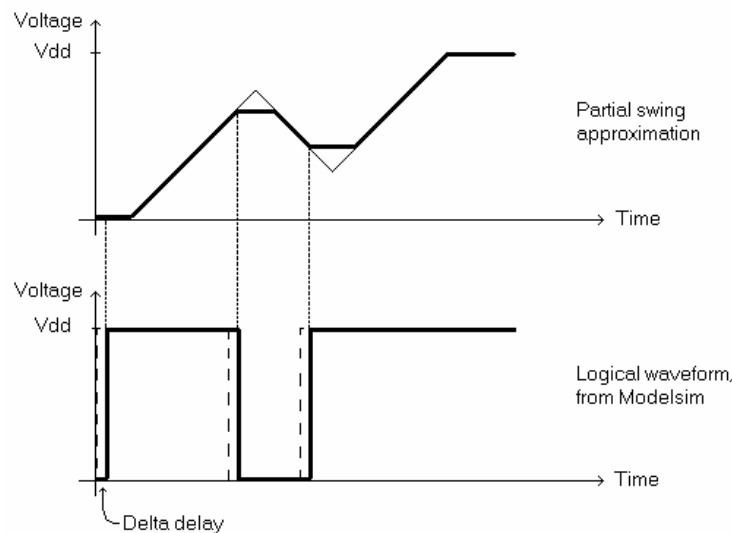 Voltage
Vdd
Partial swing
approximation
Time
Voltage
Vdd
Logical waveform,
from Modelsim
Time
Delta delay